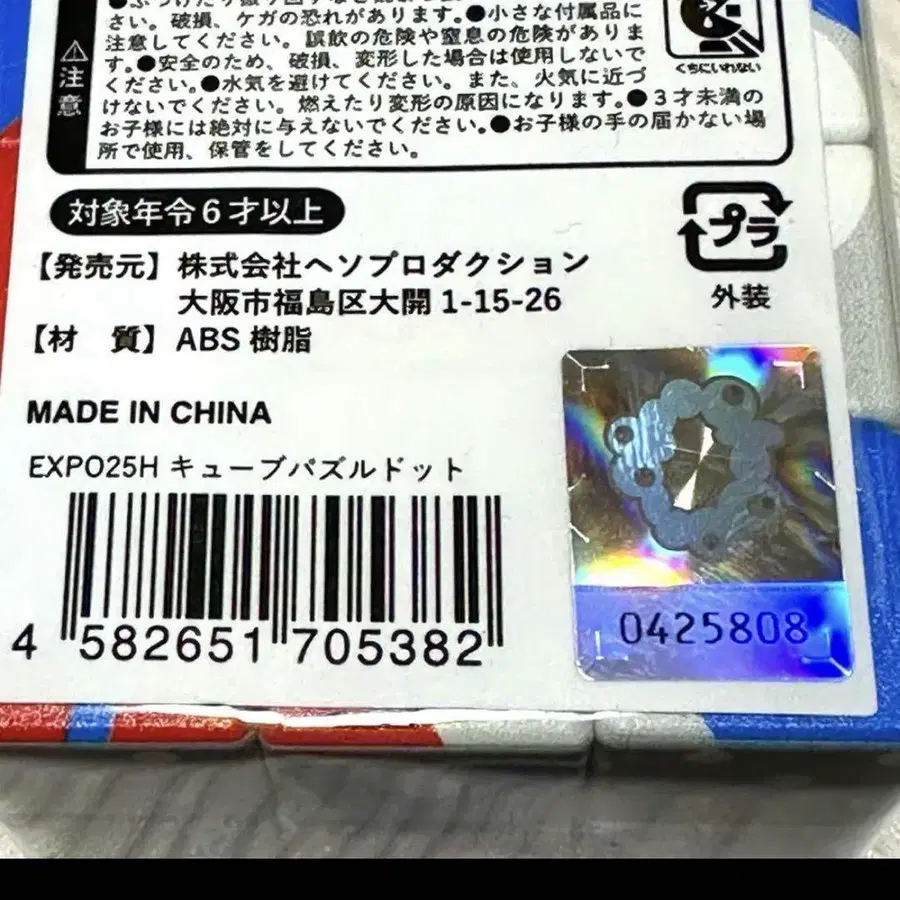 さい。破損、ケガの恐れがあります。●小さな付属品に
注意してください。誤飲の危険や窒息の危険がありま
す。●安全のため、破損、変形した場合は使用しないで
ください。●水気を避けてください。また、火気に近づ
けないでください。燃えたり変形の原因になります。●3才未満の
お子様には絶対に与えないでください。●お子様の手の届かない場
所で使用、保管をしてください。
注意
くちにいれない
対象年令6才以上
【発売元】株式会社ヘソプロダクション
大阪市福島区大開 1-15-26
【材 質】ABS 樹脂
プラ
外装
MADE IN CHINA
EXPO25H キューブパズルドット
4 582651 705382
0425808